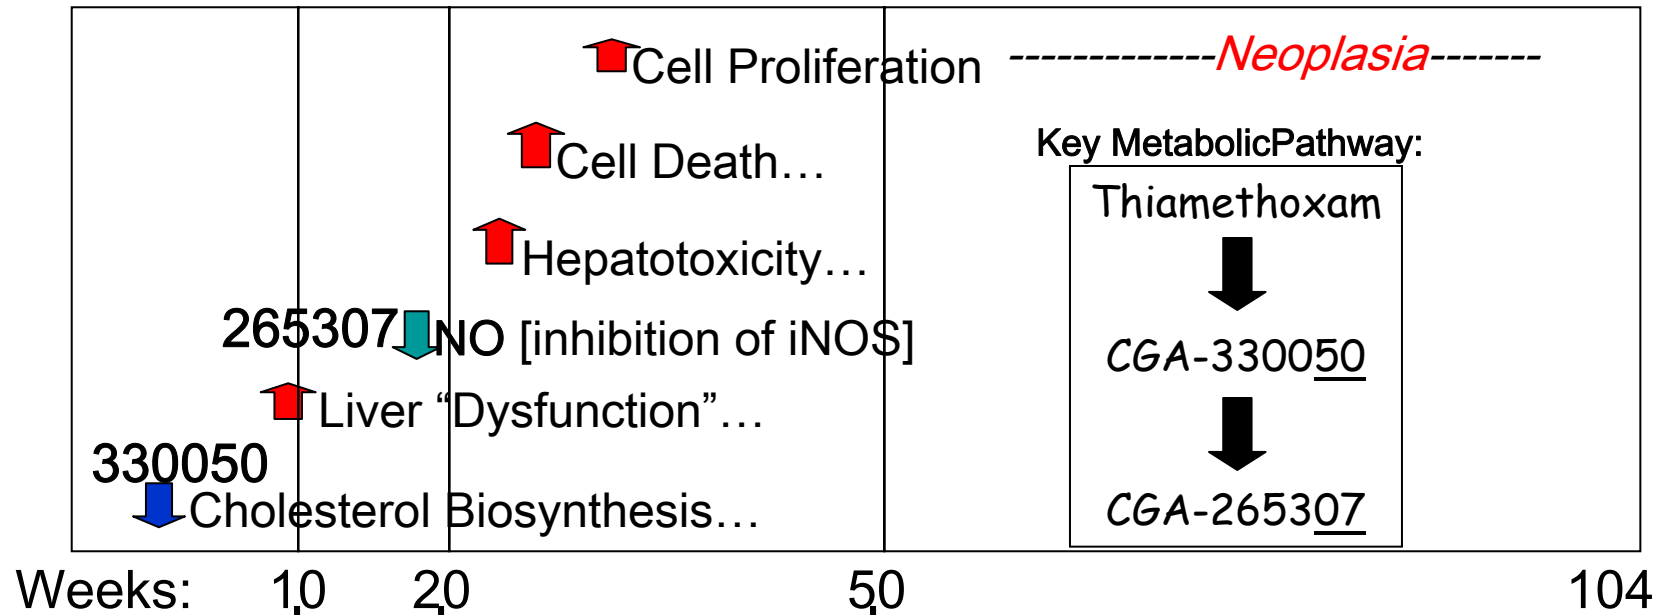 Cell Proliferation
-------------Neoplasia-------
Cell Death…
Hepatotoxicity…
265307 NO [inhibition of iNOS]
Liver “Dysfunction”…
330050
Cholesterol Biosynthesis…
Key MetabolicPathway:
Thiamethoxam
CGA-330050
CGA-265307
Weeks: 10 20 50 104